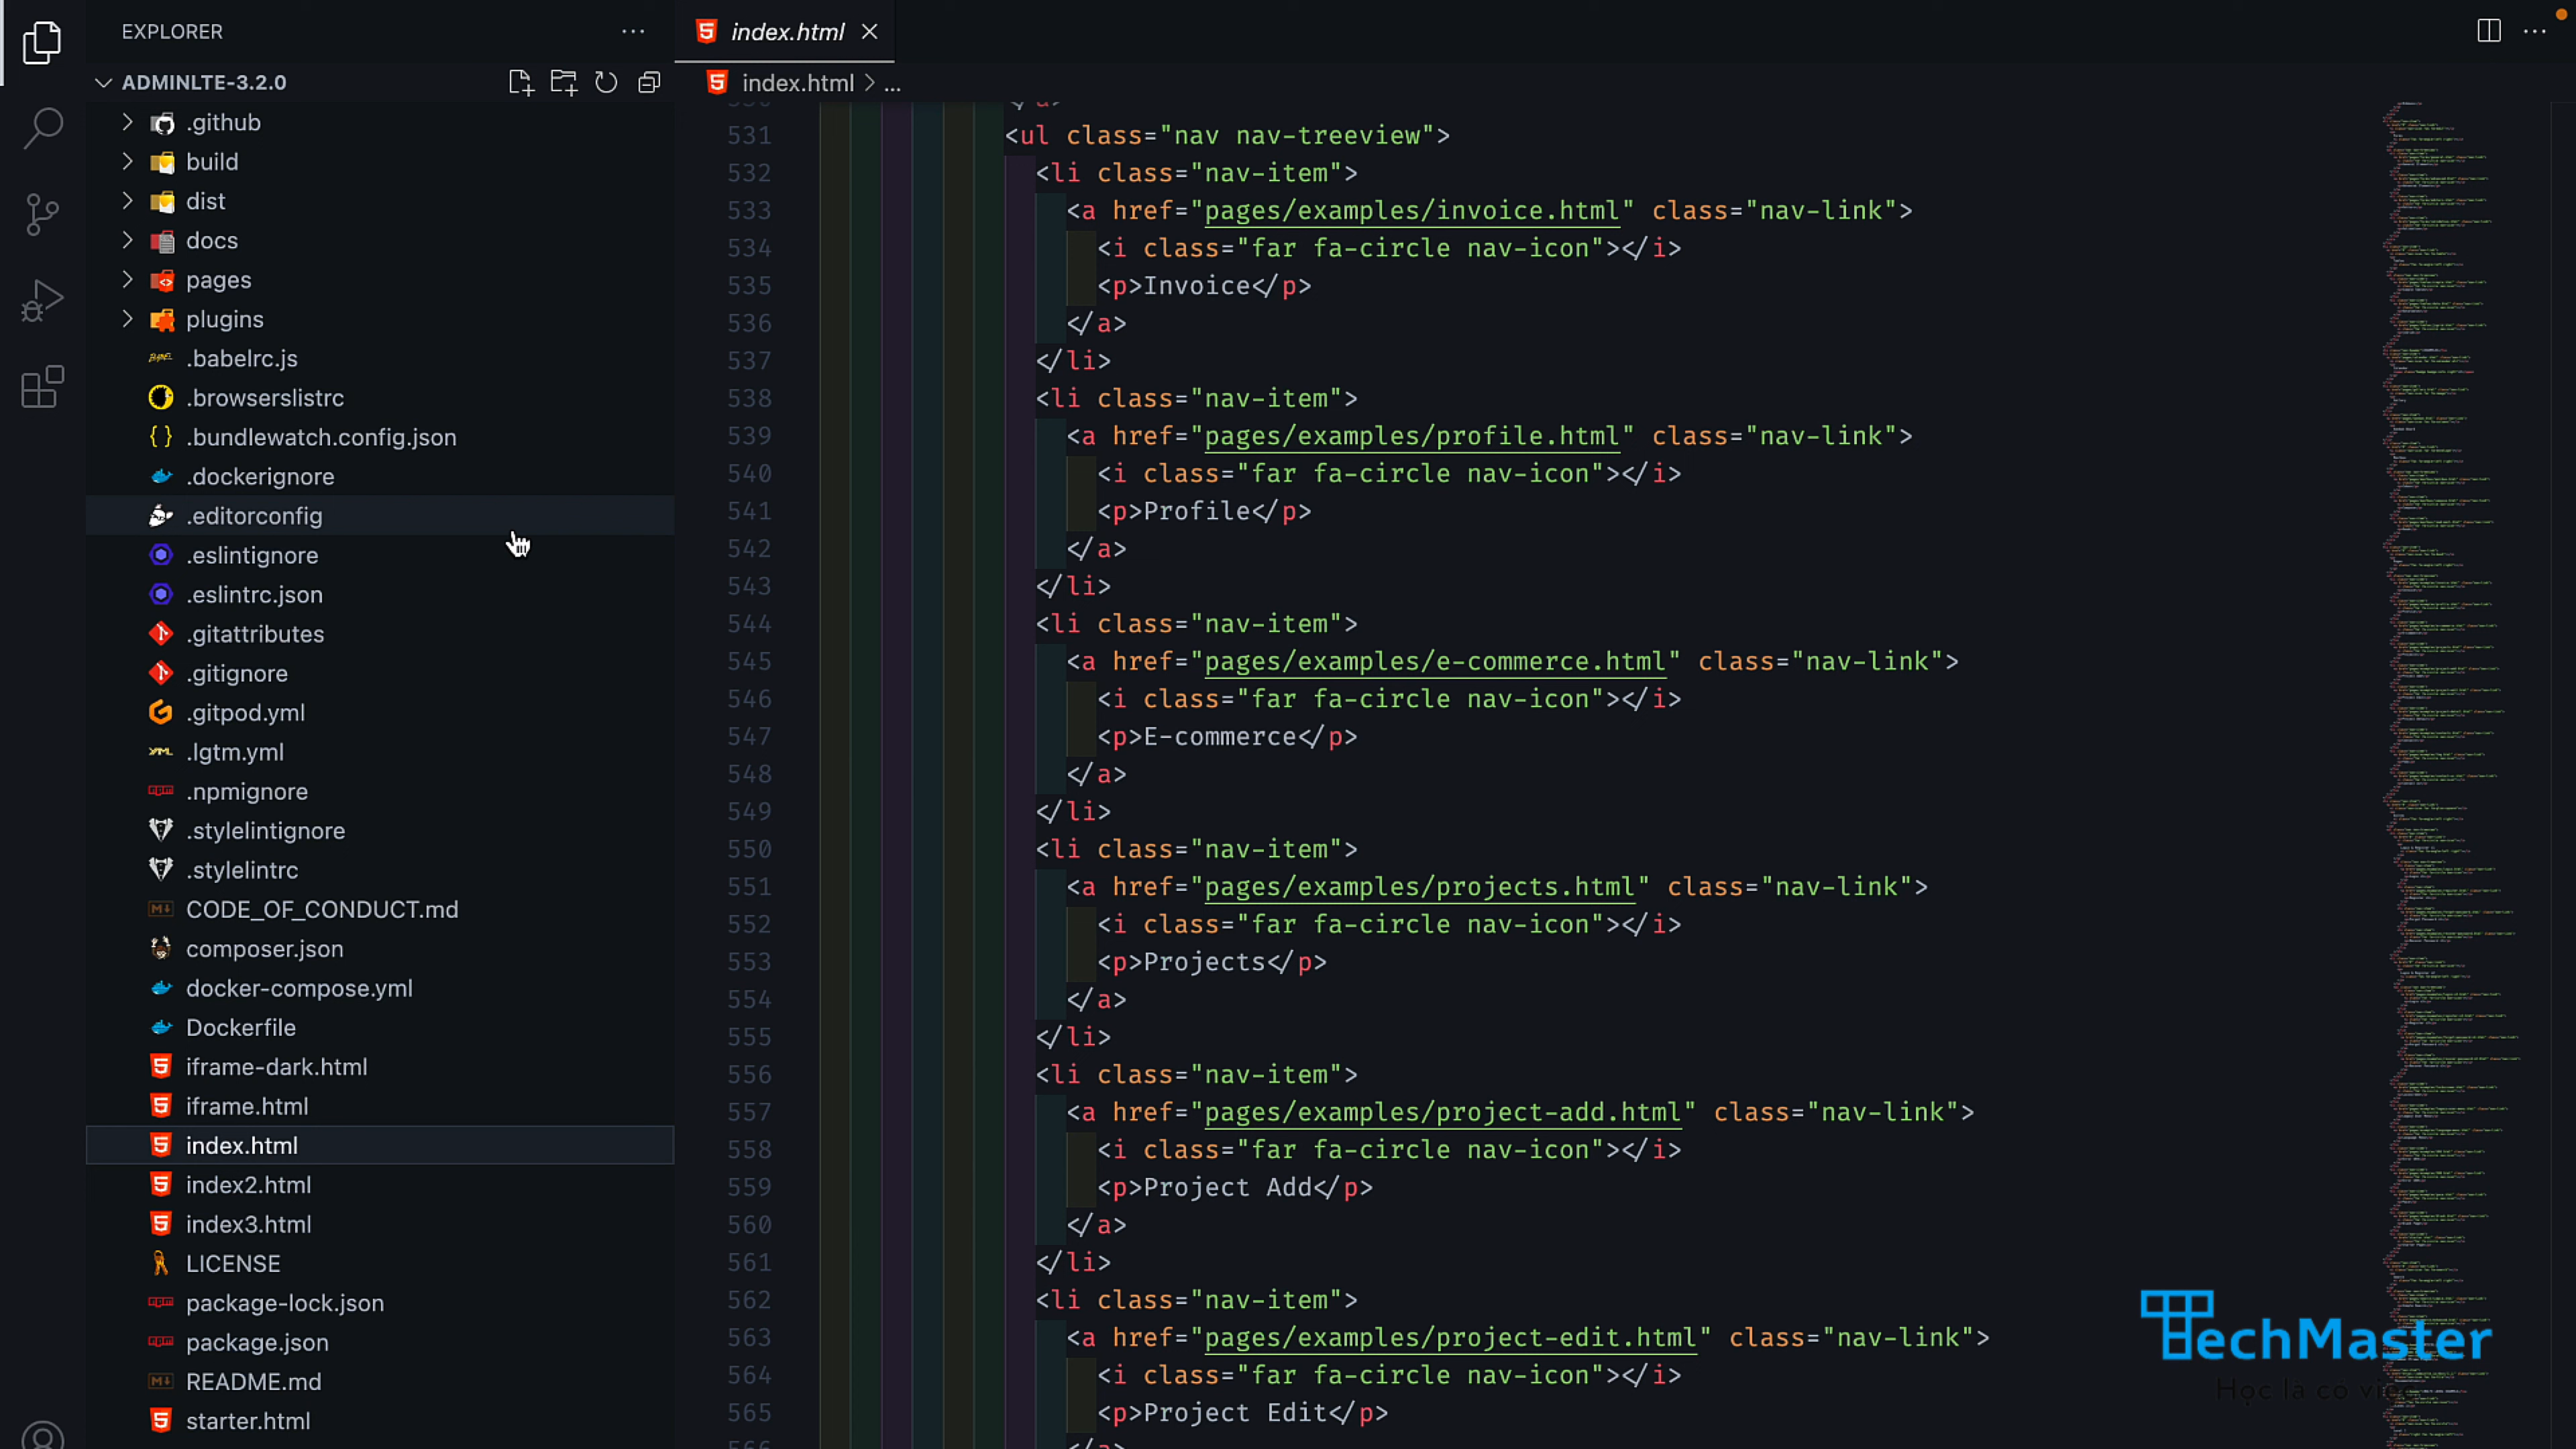 EXPLORER
ADMINLTE-3.2.0
.github
build
dist
docs
pages
plugins
.babelrc.js
.browserslistrc
.bundlewatch.config.json
.dockerignore
.editorconfig
.eslintignore
.eslintrc.json
.gitattributes
.gitignore
.gitpod.yml
.lgtm.yml
.npmignore
.stylelintignore
.stylelintrc
CODE_OF_CONDUCT.md
composer.json
docker-compose.yml
Dockerfile
iframe-dark.html
iframe.html
index.html
index2.html
index3.html
LICENSE
package-lock.json
package.json
README.md
starter.html
index.html
index.html > ...
531 <ul class="nav nav-treeview">
532 <li class="nav-item">
533 <a href="pages/examples/invoice.html" class="nav-link">
534 <i class="far fa-circle nav-icon"></i>
535 <p>Invoice</p>
536 </a>
537 </li>
538 <li class="nav-item">
539 <a href="pages/examples/profile.html" class="nav-link">
540 <i class="far fa-circle nav-icon"></i>
541 <p>Profile</p>
542 </a>
543 </li>
544 <li class="nav-item">
545 <a href="pages/examples/e-commerce.html" class="nav-link">
546 <i class="far fa-circle nav-icon"></i>
547 <p>E-commerce</p>
548 </a>
549 </li>
550 <li class="nav-item">
551 <a href="pages/examples/projects.html" class="nav-link">
552 <i class="far fa-circle nav-icon"></i>
553 <p>Projects</p>
554 </a>
555 </li>
556 <li class="nav-item">
557 <a href="pages/examples/project-add.html" class="nav-link">
558 <i class="far fa-circle nav-icon"></i>
559 <p>Project Add</p>
560 </a>
561 </li>
562 <li class="nav-item">
563 <a href="pages/examples/project-edit.html" class="nav-link">
564 <i class="far fa-circle nav-icon"></i>
565 <p>Project Edit</p>
TechMaster
Học là có việc